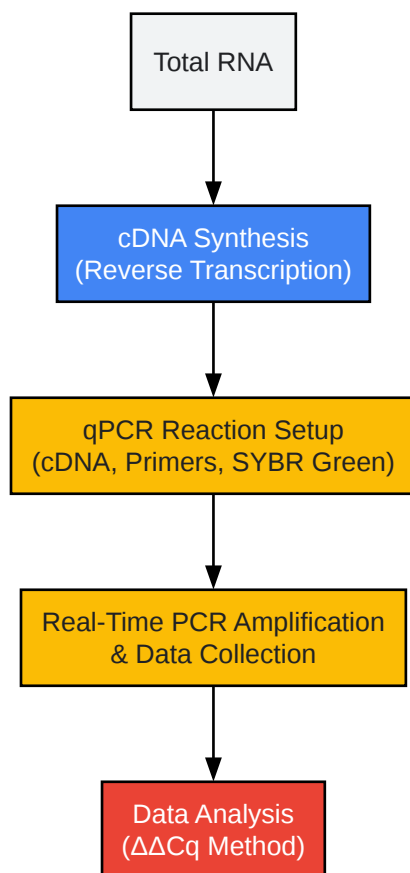 Total RNA
cDNA Synthesis
(Reverse Transcription)
qPCR Reaction Setup
(cDNA, Primers, SYBR Green)
Real-Time PCR Amplification
& Data Collection
Data Analysis
(ΔΔCq Method)